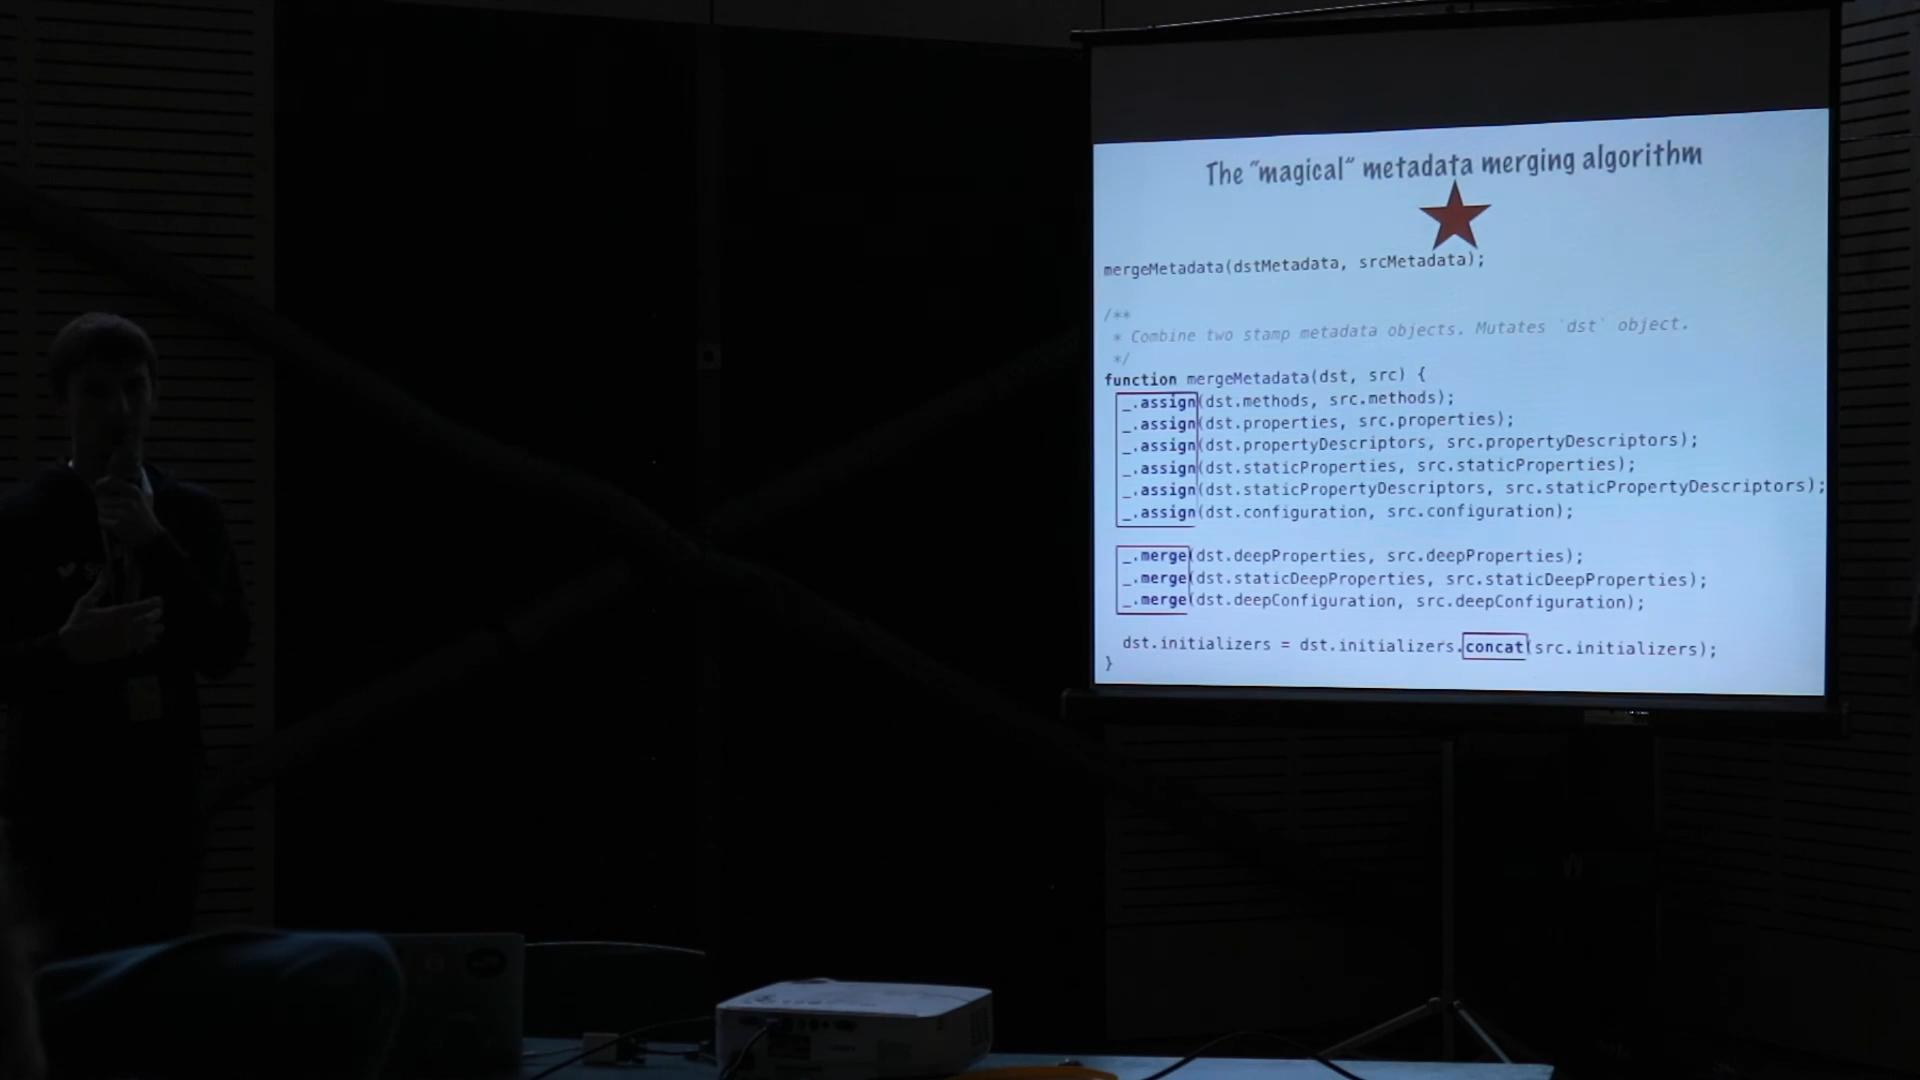 The "magical" metadata merging algorithm
mergeMetadata(dstMetadata, srcMetadata);
/**
* Combine two stamp metadata objects. Mutates `dst` object.
*/
function mergeMetadata(dst, src) {
_.assign(dst.methods, src.methods);
_.assign(dst.properties, src.properties);
_.assign(dst.propertyDescriptors, src.propertyDescriptors);
_.assign(dst.staticProperties, src.staticProperties);
_.assign(dst.staticPropertyDescriptors, src.staticPropertyDescriptors);
_.assign(dst.configuration, src.configuration);
_.merge(dst.deepProperties, src.deepProperties);
_.merge(dst.staticDeepProperties, src.staticDeepProperties);
_.merge(dst.deepConfiguration, src.deepConfiguration);
dst.initializers = dst.initializers.concat(src.initializers);
}